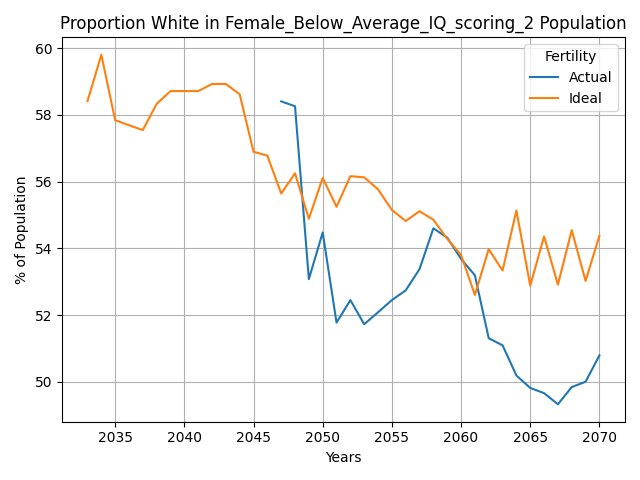 Proportion White in Female_Below_Average_IQ_scoring_2 Population
60
58
56
54
52
50
% of Population
Fertility
Actual
Ideal
2035 2040 2045 2050 2055 2060 2065 2070
Years